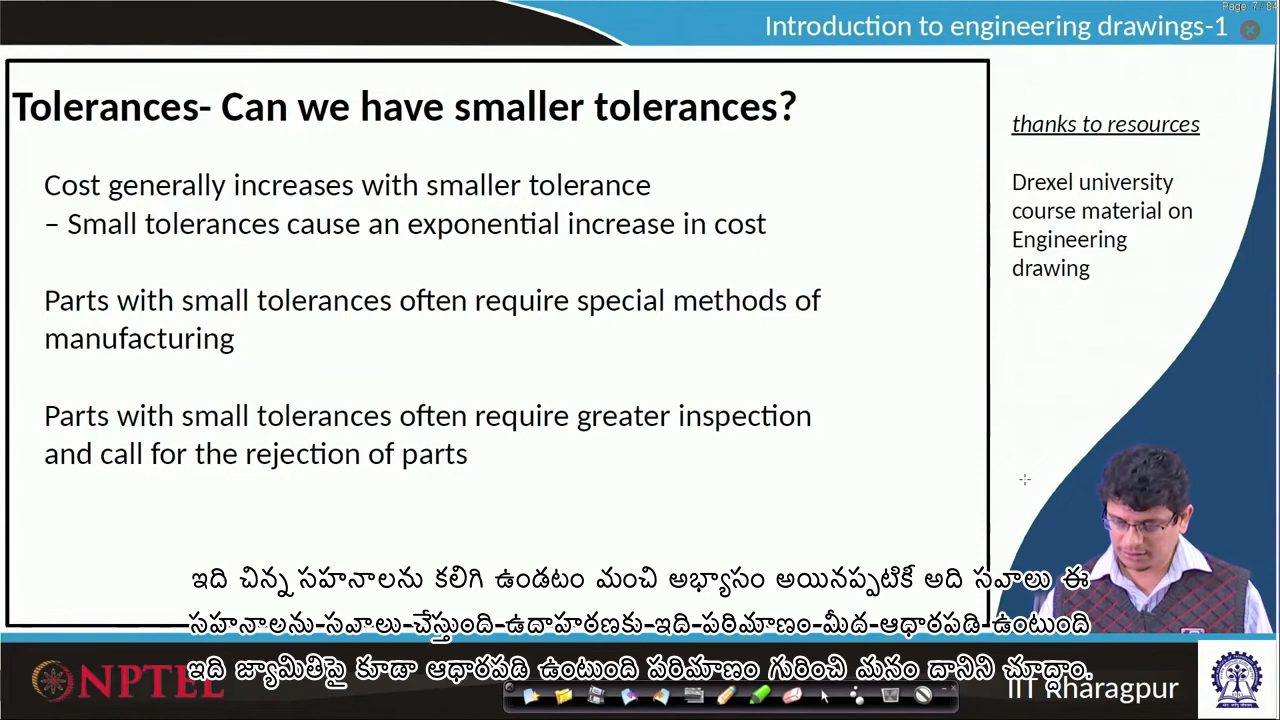 Page: 7 / 84
Introduction to engineering drawings-1
Tolerances- Can we have smaller tolerances?
thanks to resources
Cost generally increases with smaller tolerance
– Small tolerances cause an exponential increase in cost
Drexel university
course material on
Engineering
drawing
Parts with small tolerances often require special methods of
manufacturing
Parts with small tolerances often require greater inspection
and call for the rejection of parts
ఇది చిన్న సహనాలను కలిగి ఉండటం మంచి అభ్యాసం అయినప్పటికీ అది సవాలు ఈ
సహనాలను సవాలు చేస్తుంది ఉదాహరణకు ఇది పరిమాణం మీద ఆధారపడి ఉంటుంది
ఇది జ్యామితిపై కూడా ఆధారపడి ఉంటుంది పరిమాణం గురించి మనం దానిని చూద్దాం.
NPTEL
IIT Kharagpur